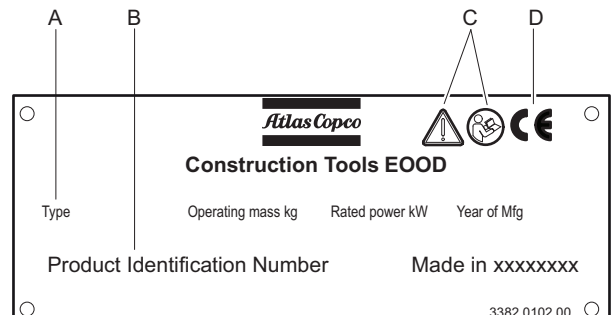 A B C D
Atlas Copco
CE
Construction Tools EOOD
Type Operating mass kg Rated power kW Year of Mfg
Product Identification Number Made in xxxxxxxx
3382 0102 00